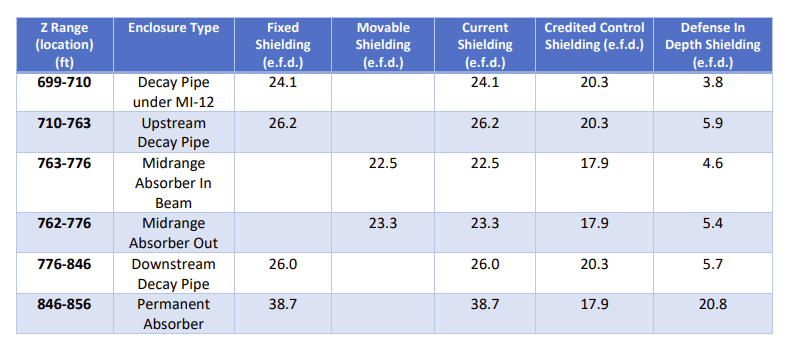 Z Range (location) (ft) Enclosure Type Fixed Shielding (e.f.d.) Movable Shielding (e.f.d.) Current Shielding (e.f.d.) Credited Control Shielding (e.f.d.) Defense In Depth Shielding (e.f.d.)
699-710 Decay Pipe under MI-12 24.1 24.1 20.3 3.8
710-763 Upstream Decay Pipe 26.2 26.2 20.3 5.9
763-776 Midrange Absorber In Beam 22.5 22.5 17.9 4.6
762-776 Midrange Absorber Out 23.3 23.3 17.9 5.4
776-846 Downstream Decay Pipe 26.0 26.0 20.3 5.7
846-856 Permanent Absorber 38.7 38.7 17.9 20.8